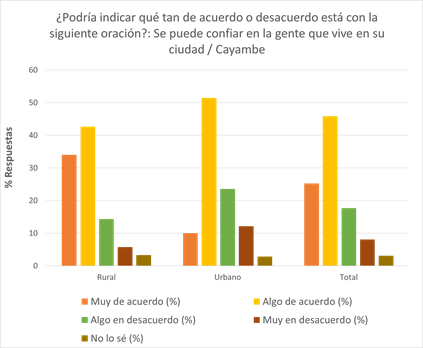 ¿Podría indicar qué tan de acuerdo o desacuerdo está con la
siguiente oración?: Se puede confiar en la gente que vive en su
ciudad / Cayambe
60
50
40
30
20
10
0
% Respuestas
Rural Urbano Total
Muy de acuerdo (%) Algo de acuerdo (%)
Algo en desacuerdo (%) Muy en desacuerdo (%)
No lo sé (%)